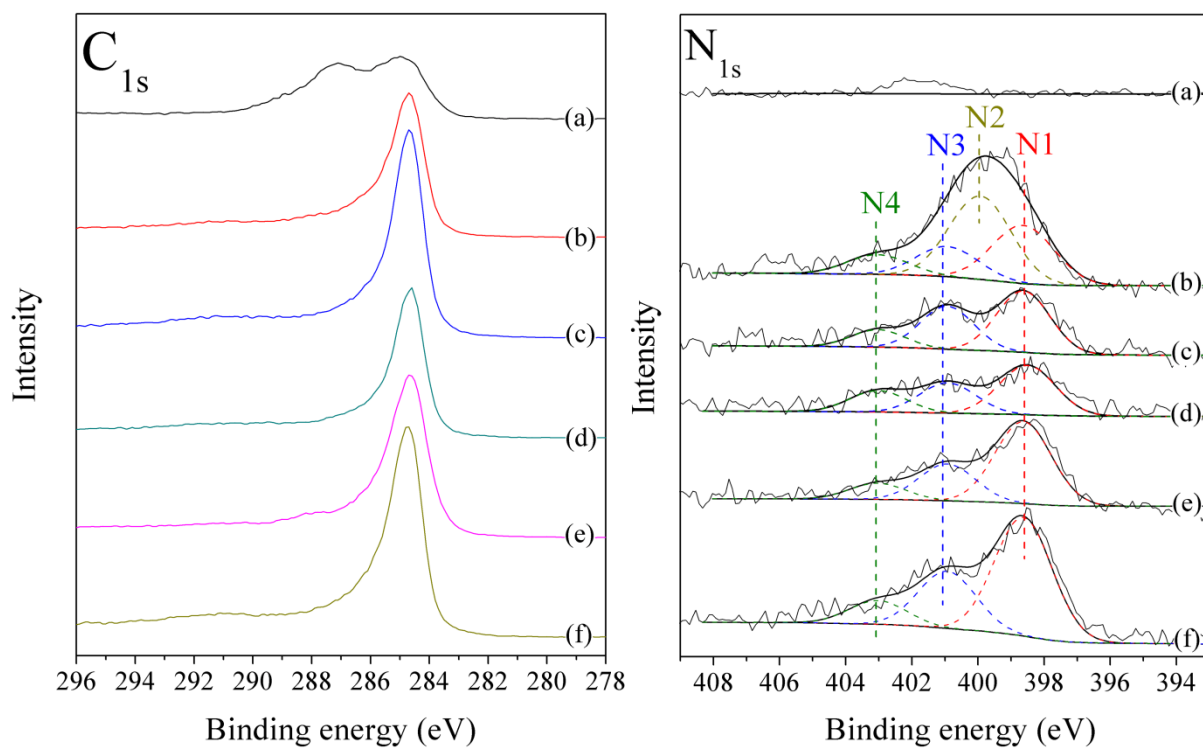 C1s
(a)
(b)
(c)
(d)
(e)
(f)
Intensity
296 294 292 290 288 286 284 282 280 278
Binding energy (eV)
N1s
(a)
N2
N3 N1
N4
(b)
(c)
(d)
(e)
(f)
Intensity
408 406 404 402 400 398 396 394
Binding energy (eV)